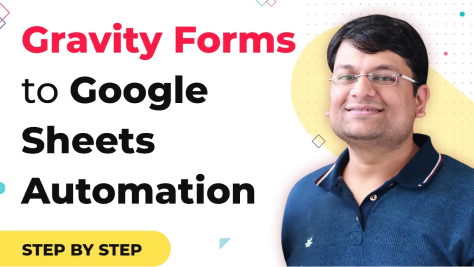 Gravity Forms
to Google
Sheets
Automation
STEP BY STEP